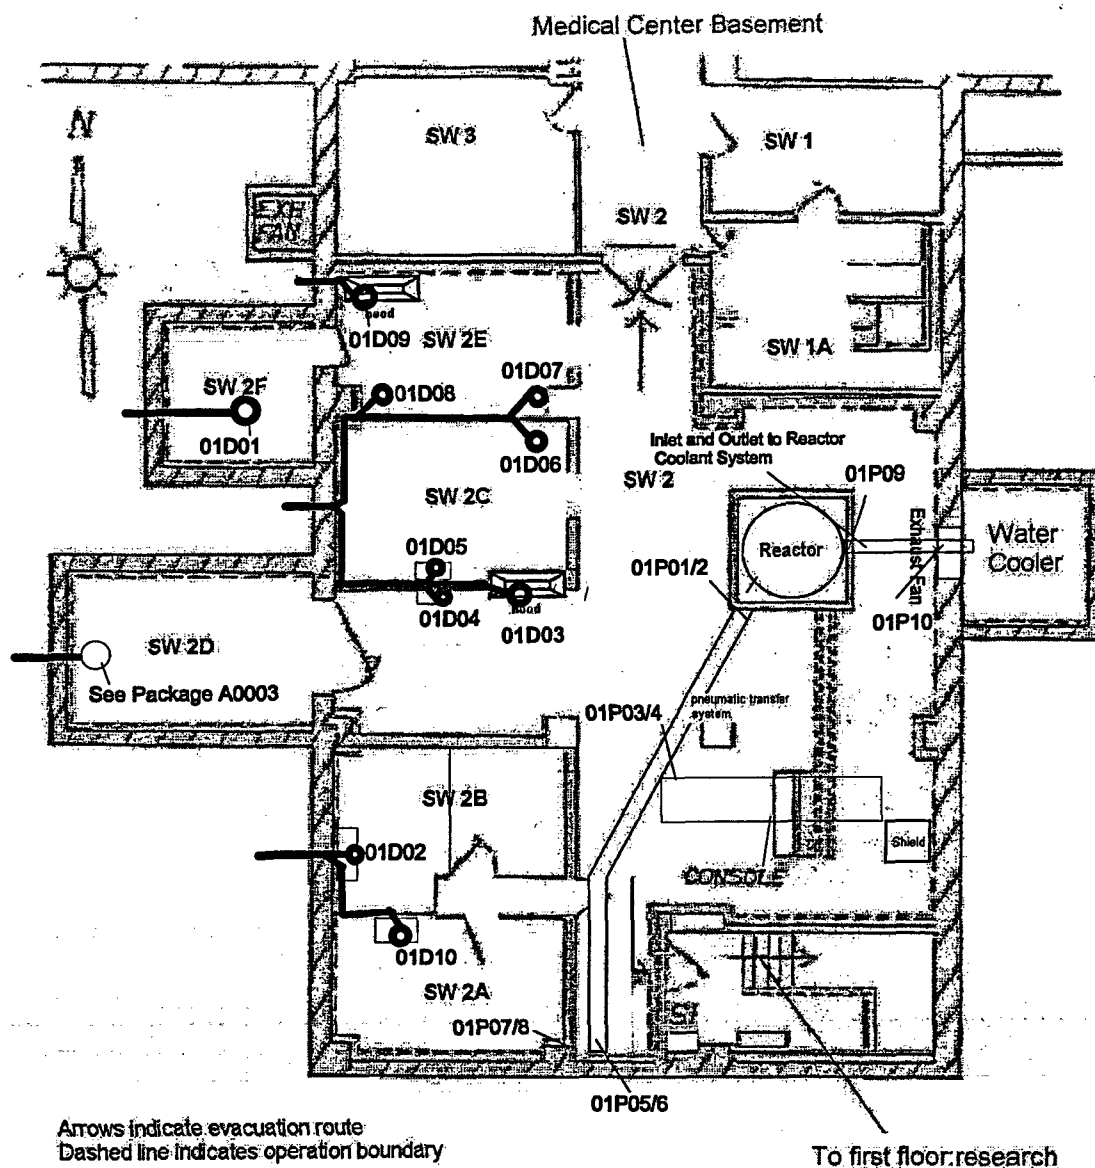 Medical Center Basement
N
SW 3
SW 1
EXH
FAN
SW 2
hood
01D09
SW 2E
SW 1A
01D07
SW 2F
01D08
01D01
01D06
Inlet and Outlet to Reactor
Coolant System
01P09
SW 2C
SW 2
Exhaust Fan
Water
Cooler
Reactor
01D05
01P01/2
hood
01D04
01D03
01P10
SW 2D
See Package A0003
pneumatic transfer
system
01P03/4
SW 2B
01D02
Shield
CONSOLE
01D10
SW 2A
ST
01P07/8
01P05/6
Arrows indicate evacuation route
Dashed line indicates operation boundary
To first floor research